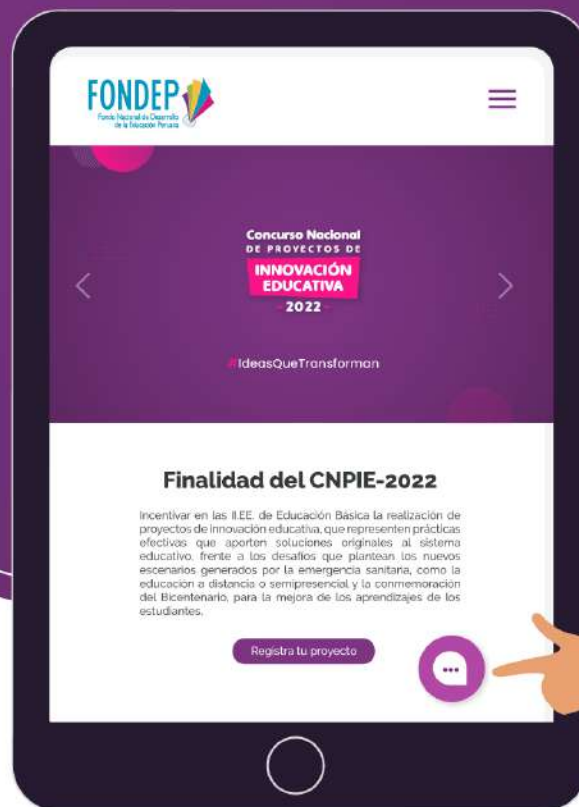 FONDEP
Fondo Nacional de Desarrollo
de la Educación Peruana
Concurso Nacional
DE PROYECTOS DE
INNOVACIÓN
EDUCATIVA
- 2022 -
#IdeasQueTransforman
Finalidad del CNPIE-2022
Incentivar en las II.EE. de Educación Básica la realización de
proyectos de innovación educativa, que representen prácticas
efectivas que aporten soluciones originales al sistema
educativo, frente a los desafíos que plantean los nuevos
escenarios generados por la emergencia sanitaria, como la
educación a distancia o semipresencial y la conmemoración
del Bicentenario, para la mejora de los aprendizajes de los
estudiantes.
Registra tu proyecto